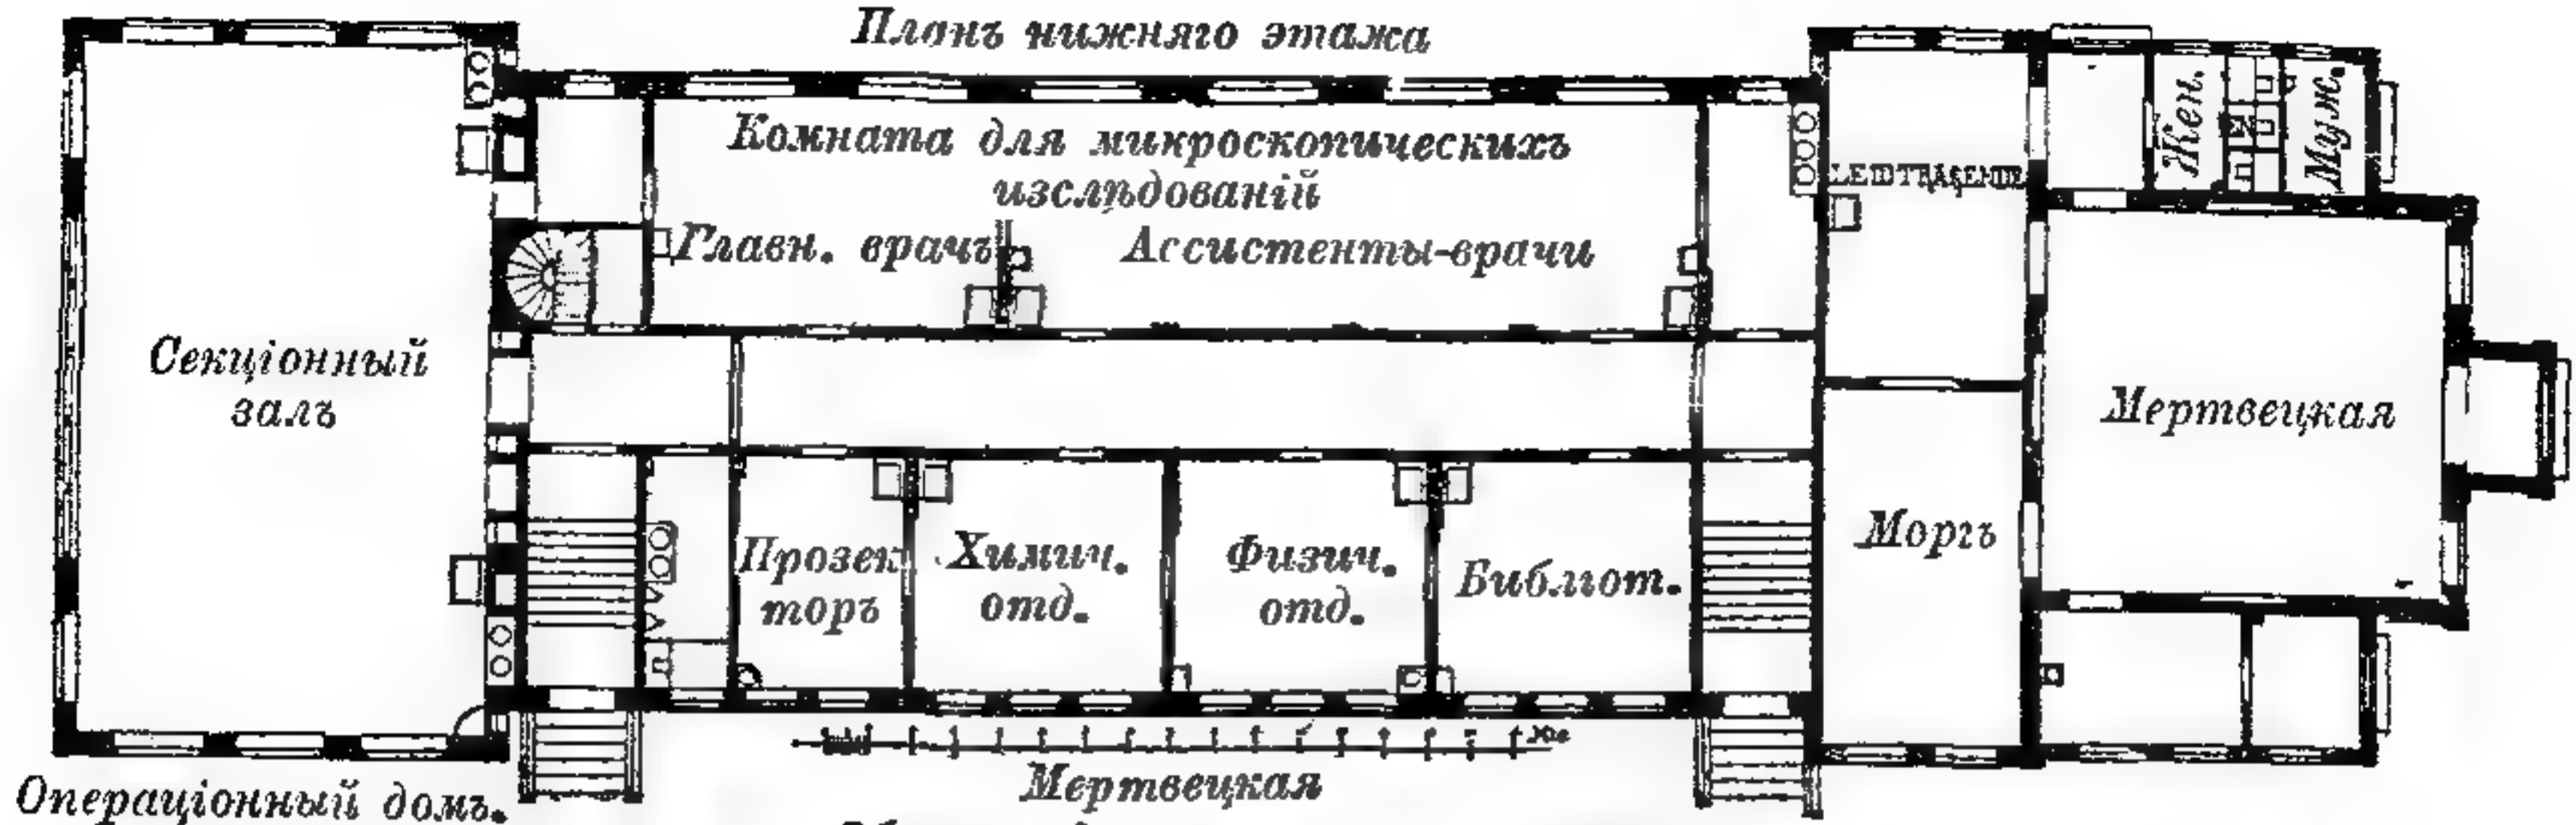 Планъ нижняго этажа
Комната для микроскопическихъ
изслѣдованій
Главн. врачъ
Ассистенты-врачи
LEIDTRAGENDE
Жен.
Муж.
Секціонный
залъ
Мертвецкая
Моргъ
Прозек
торъ
Химич.
отд.
Физич.
отд.
Библіот.
Мертвецкая
Операціонный домъ.